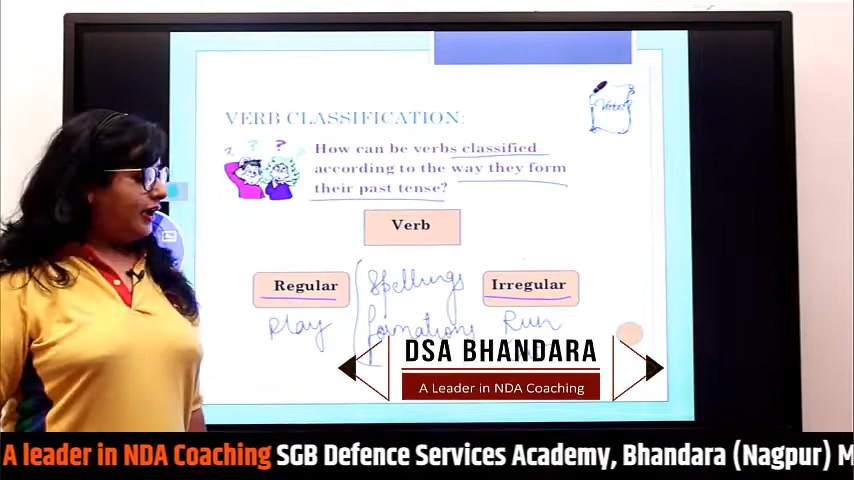 VERB CLASSIFICATION:
Verbs
How can be verbs classified
according to the way they form
their past tense?
Verb
Regular
Spellings
Irregular
Play
formations
Run
DSA BHANDARA
A Leader in NDA Coaching
A leader in NDA Coaching SGB Defence Services Academy, Bhandara (Nagpur) M